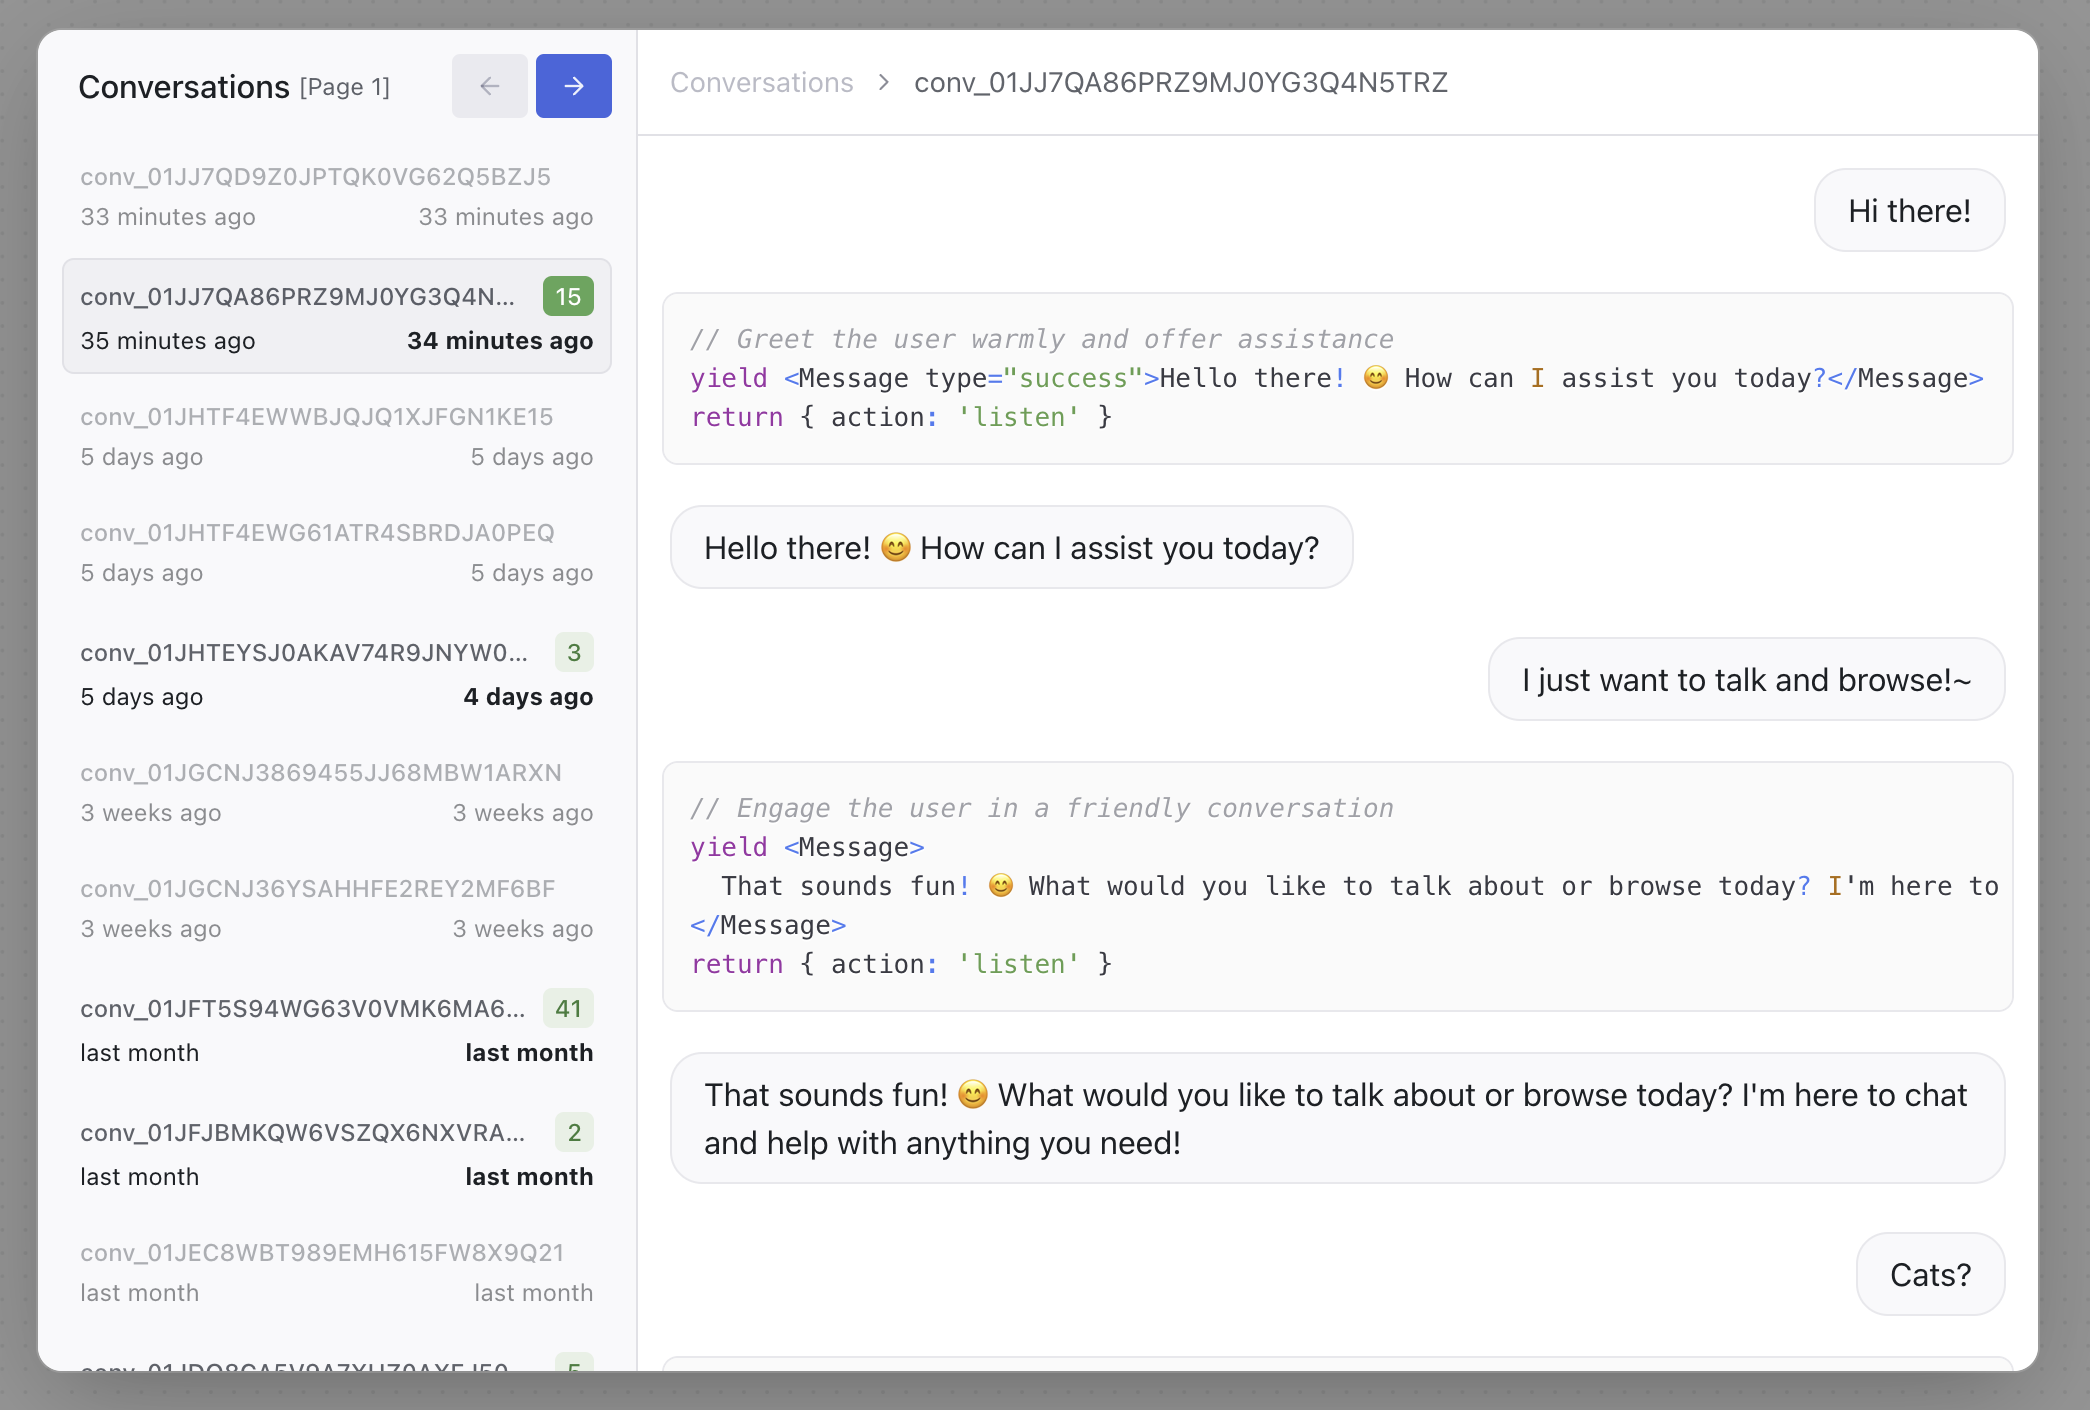 Conversations [Page 1]
conv_01JJ7QD9Z0JPTQK0VG62Q5BZJ5
33 minutes ago 33 minutes ago
conv_01JJ7QA86PRZ9MJ0YG3Q4N... 15
35 minutes ago 34 minutes ago
conv_01JHTF4EWWBJQJQ1XJFGN1KE15
5 days ago 5 days ago
conv_01JHTF4EWG61ATR4SBRDJA0PEQ
5 days ago 5 days ago
conv_01JHTEYSJ0AKAV74R9JNYW0... 3
5 days ago 4 days ago
conv_01JGCNJ3869455JJ68MBW1ARXN
3 weeks ago 3 weeks ago
conv_01JGCNJ36YSAHHFE2REY2MF6BF
3 weeks ago 3 weeks ago
conv_01JFT5S94WG63V0VMK6MA6... 41
last month last month
conv_01JFJBMKQW6VSZQX6NXVRA... 2
last month last month
conv_01JEC8WBT989EMH615FW8X9Q21
last month last month
Conversations > conv_01JJ7QA86PRZ9MJ0YG3Q4N5TRZ
Hi there!
// Greet the user warmly and offer assistance
yield <Message type="success">Hello there! 😊 How can I assist you today?</Message>
return { action: 'listen' }
Hello there! 😊 How can I assist you today?
I just want to talk and browse!~
// Engage the user in a friendly conversation
yield <Message>
That sounds fun! 😊 What would you like to talk about or browse today? I'm here to
</Message>
return { action: 'listen' }
That sounds fun! 😊 What would you like to talk about or browse today? I'm here to chat
and help with anything you need!
Cats?